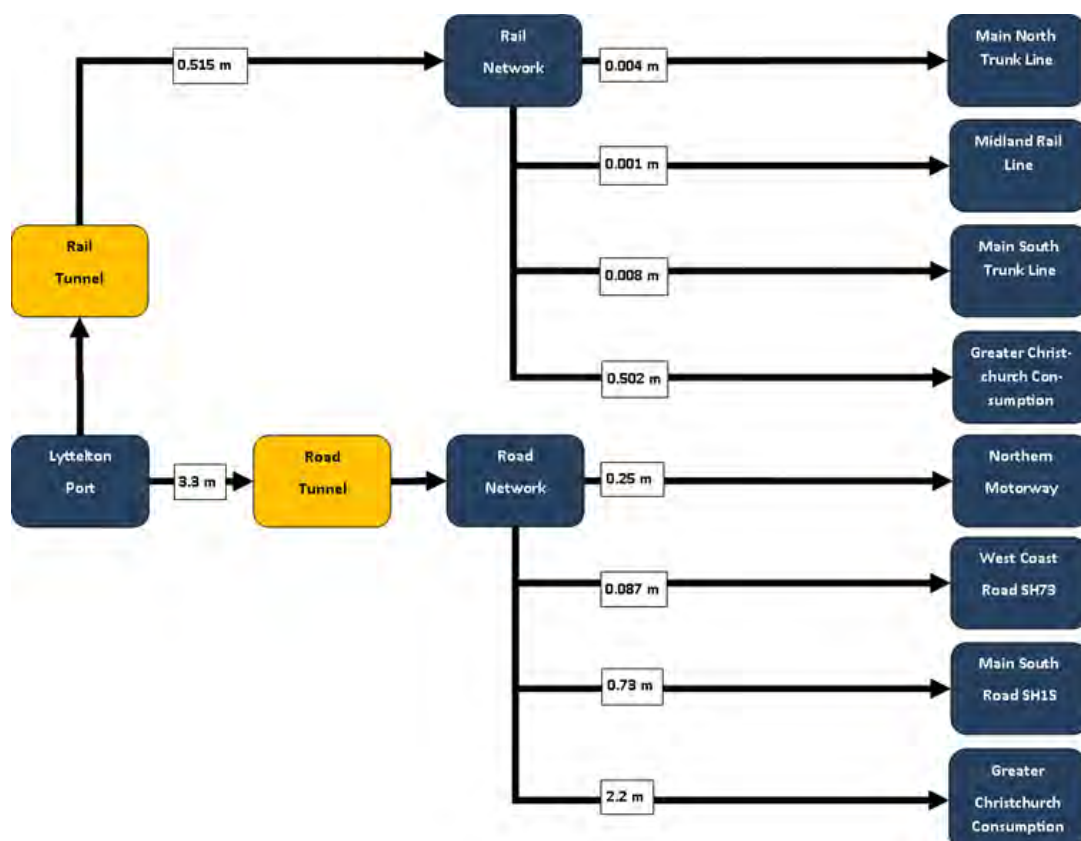 Rail
Network
Main North
Trunk Line
0.515 m
0.004 m
Midland Rail
Line
0.001 m
Rail
Tunnel
Main South
Trunk Line
0.008 m
Greater Christ-
church Con-
sumption
0.502 m
Lyttelton
Port
3.3 m
Road
Tunnel
Road
Network
0.25 m
Northern
Motorway
West Coast
Road SH73
0.087 m
Main South
Road SH1S
0.73 m
Greater
Christchurch
Consumption
2.2 m